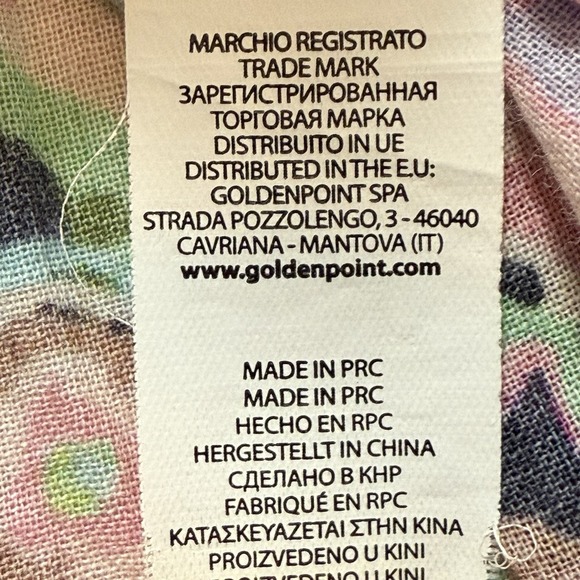 MARCHIO REGISTRATO
TRADE MARK
ЗАРЕГИСТРИРОВАННАЯ
ТОРГОВАЯ МАРКА
DISTRIBUITO IN UE
DISTRIBUTED IN THE E.U:
GOLDENPOINT SPA
STRADA POZZOLENGO, 3 - 46040
CAVRIANA - MANTOVA (IT)
www.goldenpoint.com
MADE IN PRC
MADE IN PRC
HECHO EN RPC
HERGESTELLT IN CHINA
СДЕЛАНО В КНР
FABRIQUÉ EN RPC
ΚΑΤΑΣΚΕΥΑΖΕΤΑΙ ΣΤΗΝ ΚΙΝΑ
PROIZVEDENO U KINI
PROIZVEDENO U KINI